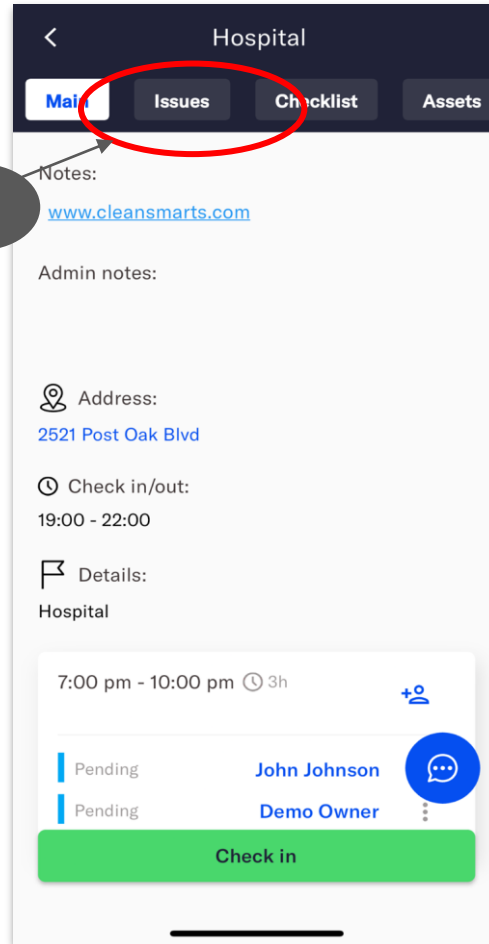 Hospital
Main Issues Checklist Assets
Notes:
www.cleansmarts.com
Admin notes:
Address:
2521 Post Oak Blvd
Check in/out:
19:00 - 22:00
Details:
Hospital
7:00 pm - 10:00 pm 3h
Pending John Johnson
Pending Demo Owner
Check in